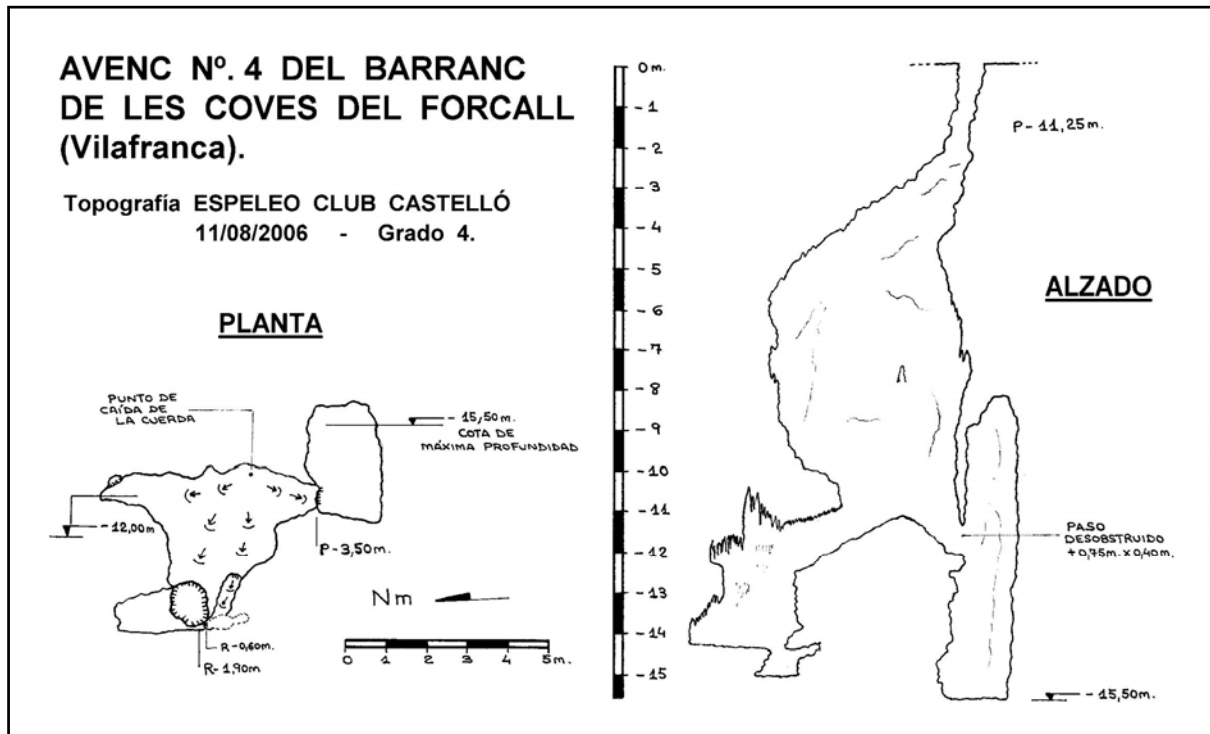 AVENC Nº. 4 DEL BARRANC
DE LES COVES DEL FORCALL
(Vilafranca).
Topografía ESPELEO CLUB CASTELLÓ
11/08/2006 - Grado 4.
PLANTA
PUNTO DE
CAÍDA DE
LA CUERDA
- 15,50m.
COTA DE
MÁXIMA PROFUNDIDAD
- 12,00m
P-3,50m.
Nm
R-0,60m.
R-1,90m
0 1 2 3 4 5m.
0m.
-1
-2
-3
-4
-5
-6
-7
-8
-9
-10
-11
-12
-13
-14
-15
P-11,25m.
ALZADO
PASO
DESOBSTRUIDO
±0,75m. x 0,40m.
-15,50m.